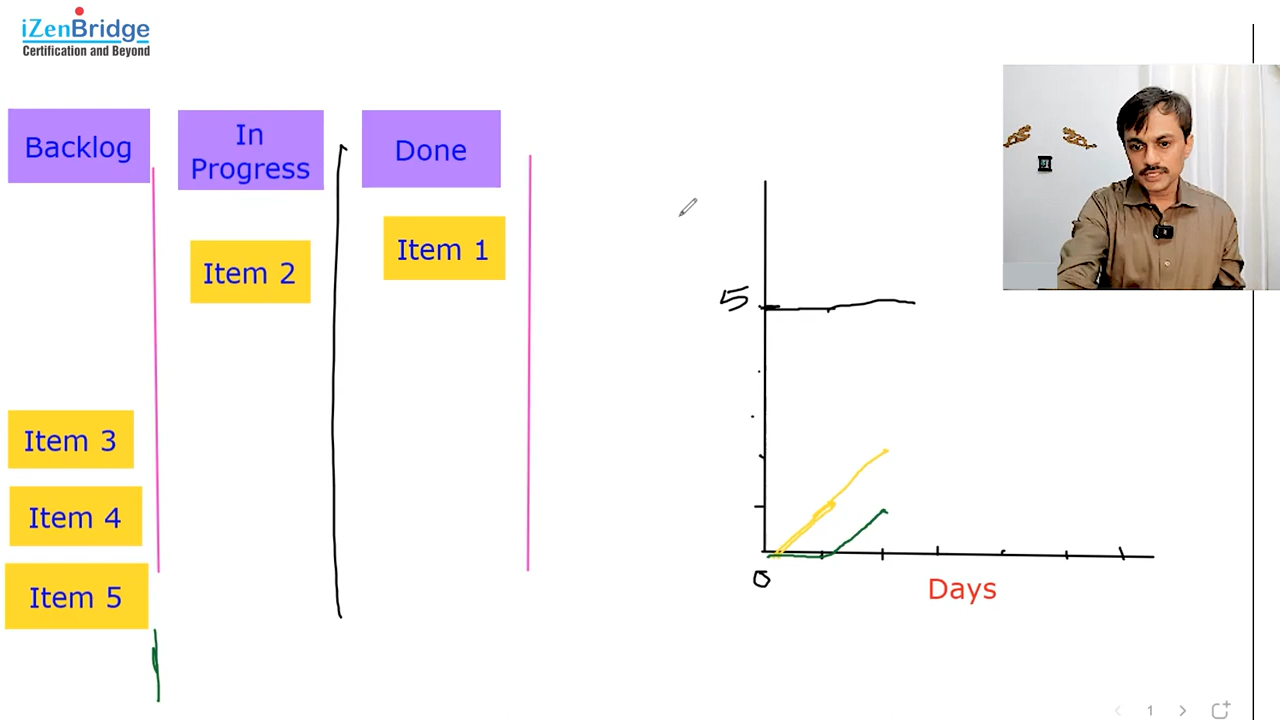 iZenBridge
Certification and Beyond
Backlog
In
Progress
Done
Item 1
Item 2
Item 3
Item 4
Item 5
5
0
Days
1